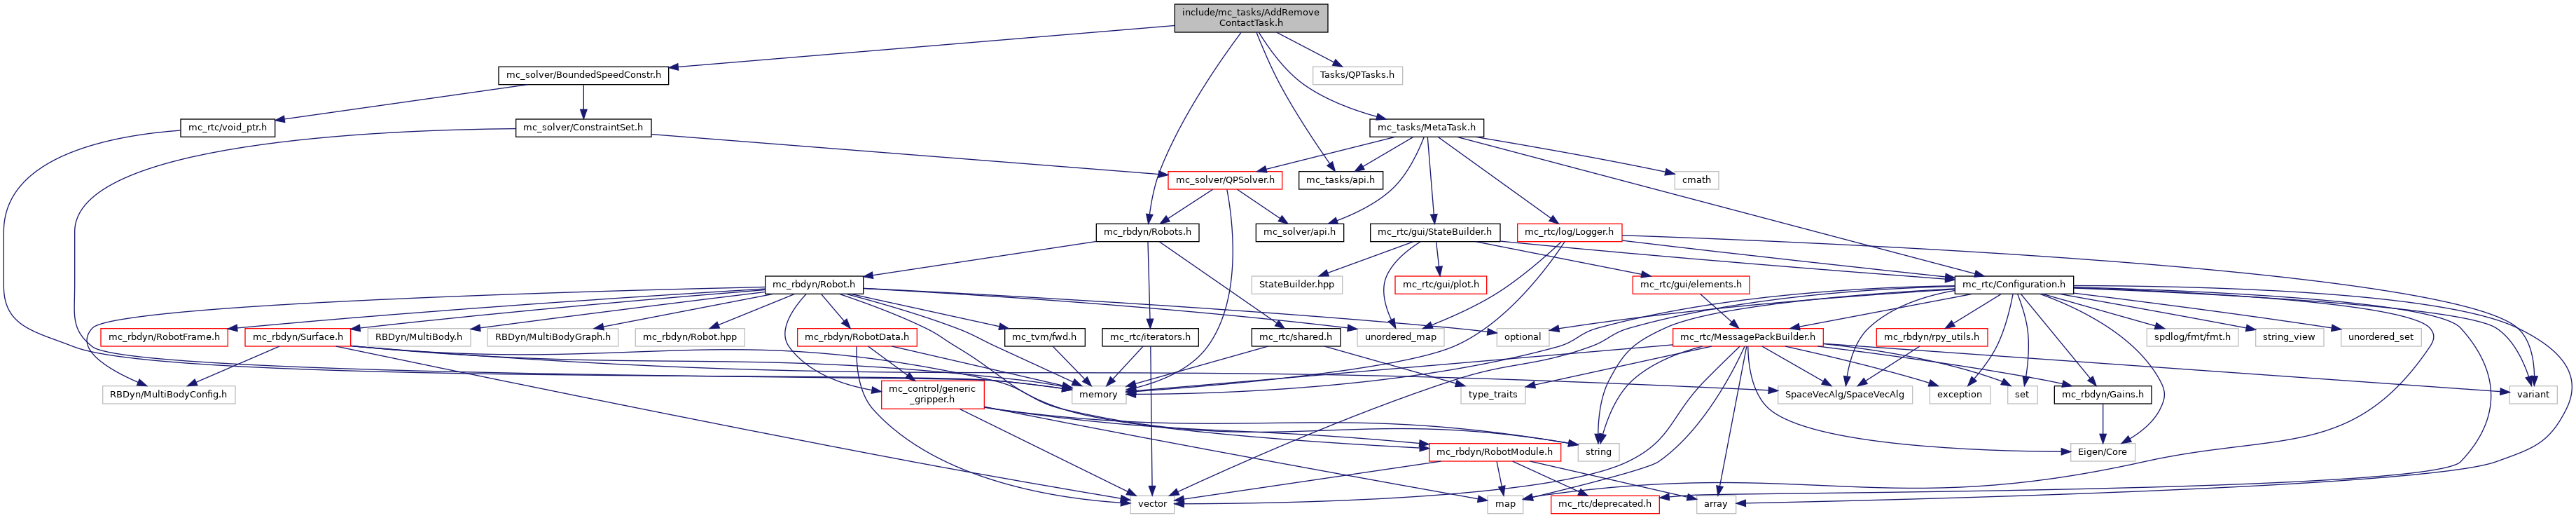 include/mc_tasks/AddRemove
ContactTask.h
mc_solver/BoundedSpeedConstr.h
Tasks/QPTasks.h
mc_rtc/void_ptr.h
mc_solver/ConstraintSet.h
mc_tasks/MetaTask.h
mc_solver/QPSolver.h
mc_tasks/api.h
cmath
mc_rbdyn/Robots.h
mc_solver/api.h
mc_rtc/gui/StateBuilder.h
mc_rtc/log/Logger.h
mc_rbdyn/Robot.h
StateBuilder.hpp
mc_rtc/gui/plot.h
mc_rtc/gui/elements.h
mc_rtc/Configuration.h
mc_rbdyn/RobotFrame.h
mc_rbdyn/Surface.h
RBDyn/MultiBody.h
RBDyn/MultiBodyGraph.h
mc_rbdyn/Robot.hpp
mc_rbdyn/RobotData.h
mc_tvm/fwd.h
mc_rtc/iterators.h
mc_rtc/shared.h
unordered_map
optional
mc_rtc/MessagePackBuilder.h
mc_rbdyn/rpy_utils.h
spdlog/fmt/fmt.h
string_view
unordered_set
RBDyn/MultiBodyConfig.h
mc_control/generic
_gripper.h
memory
type_traits
SpaceVecAlg/SpaceVecAlg
exception
set
mc_rbdyn/Gains.h
variant
mc_rbdyn/RobotModule.h
string
Eigen/Core
vector
map
mc_rtc/deprecated.h
array